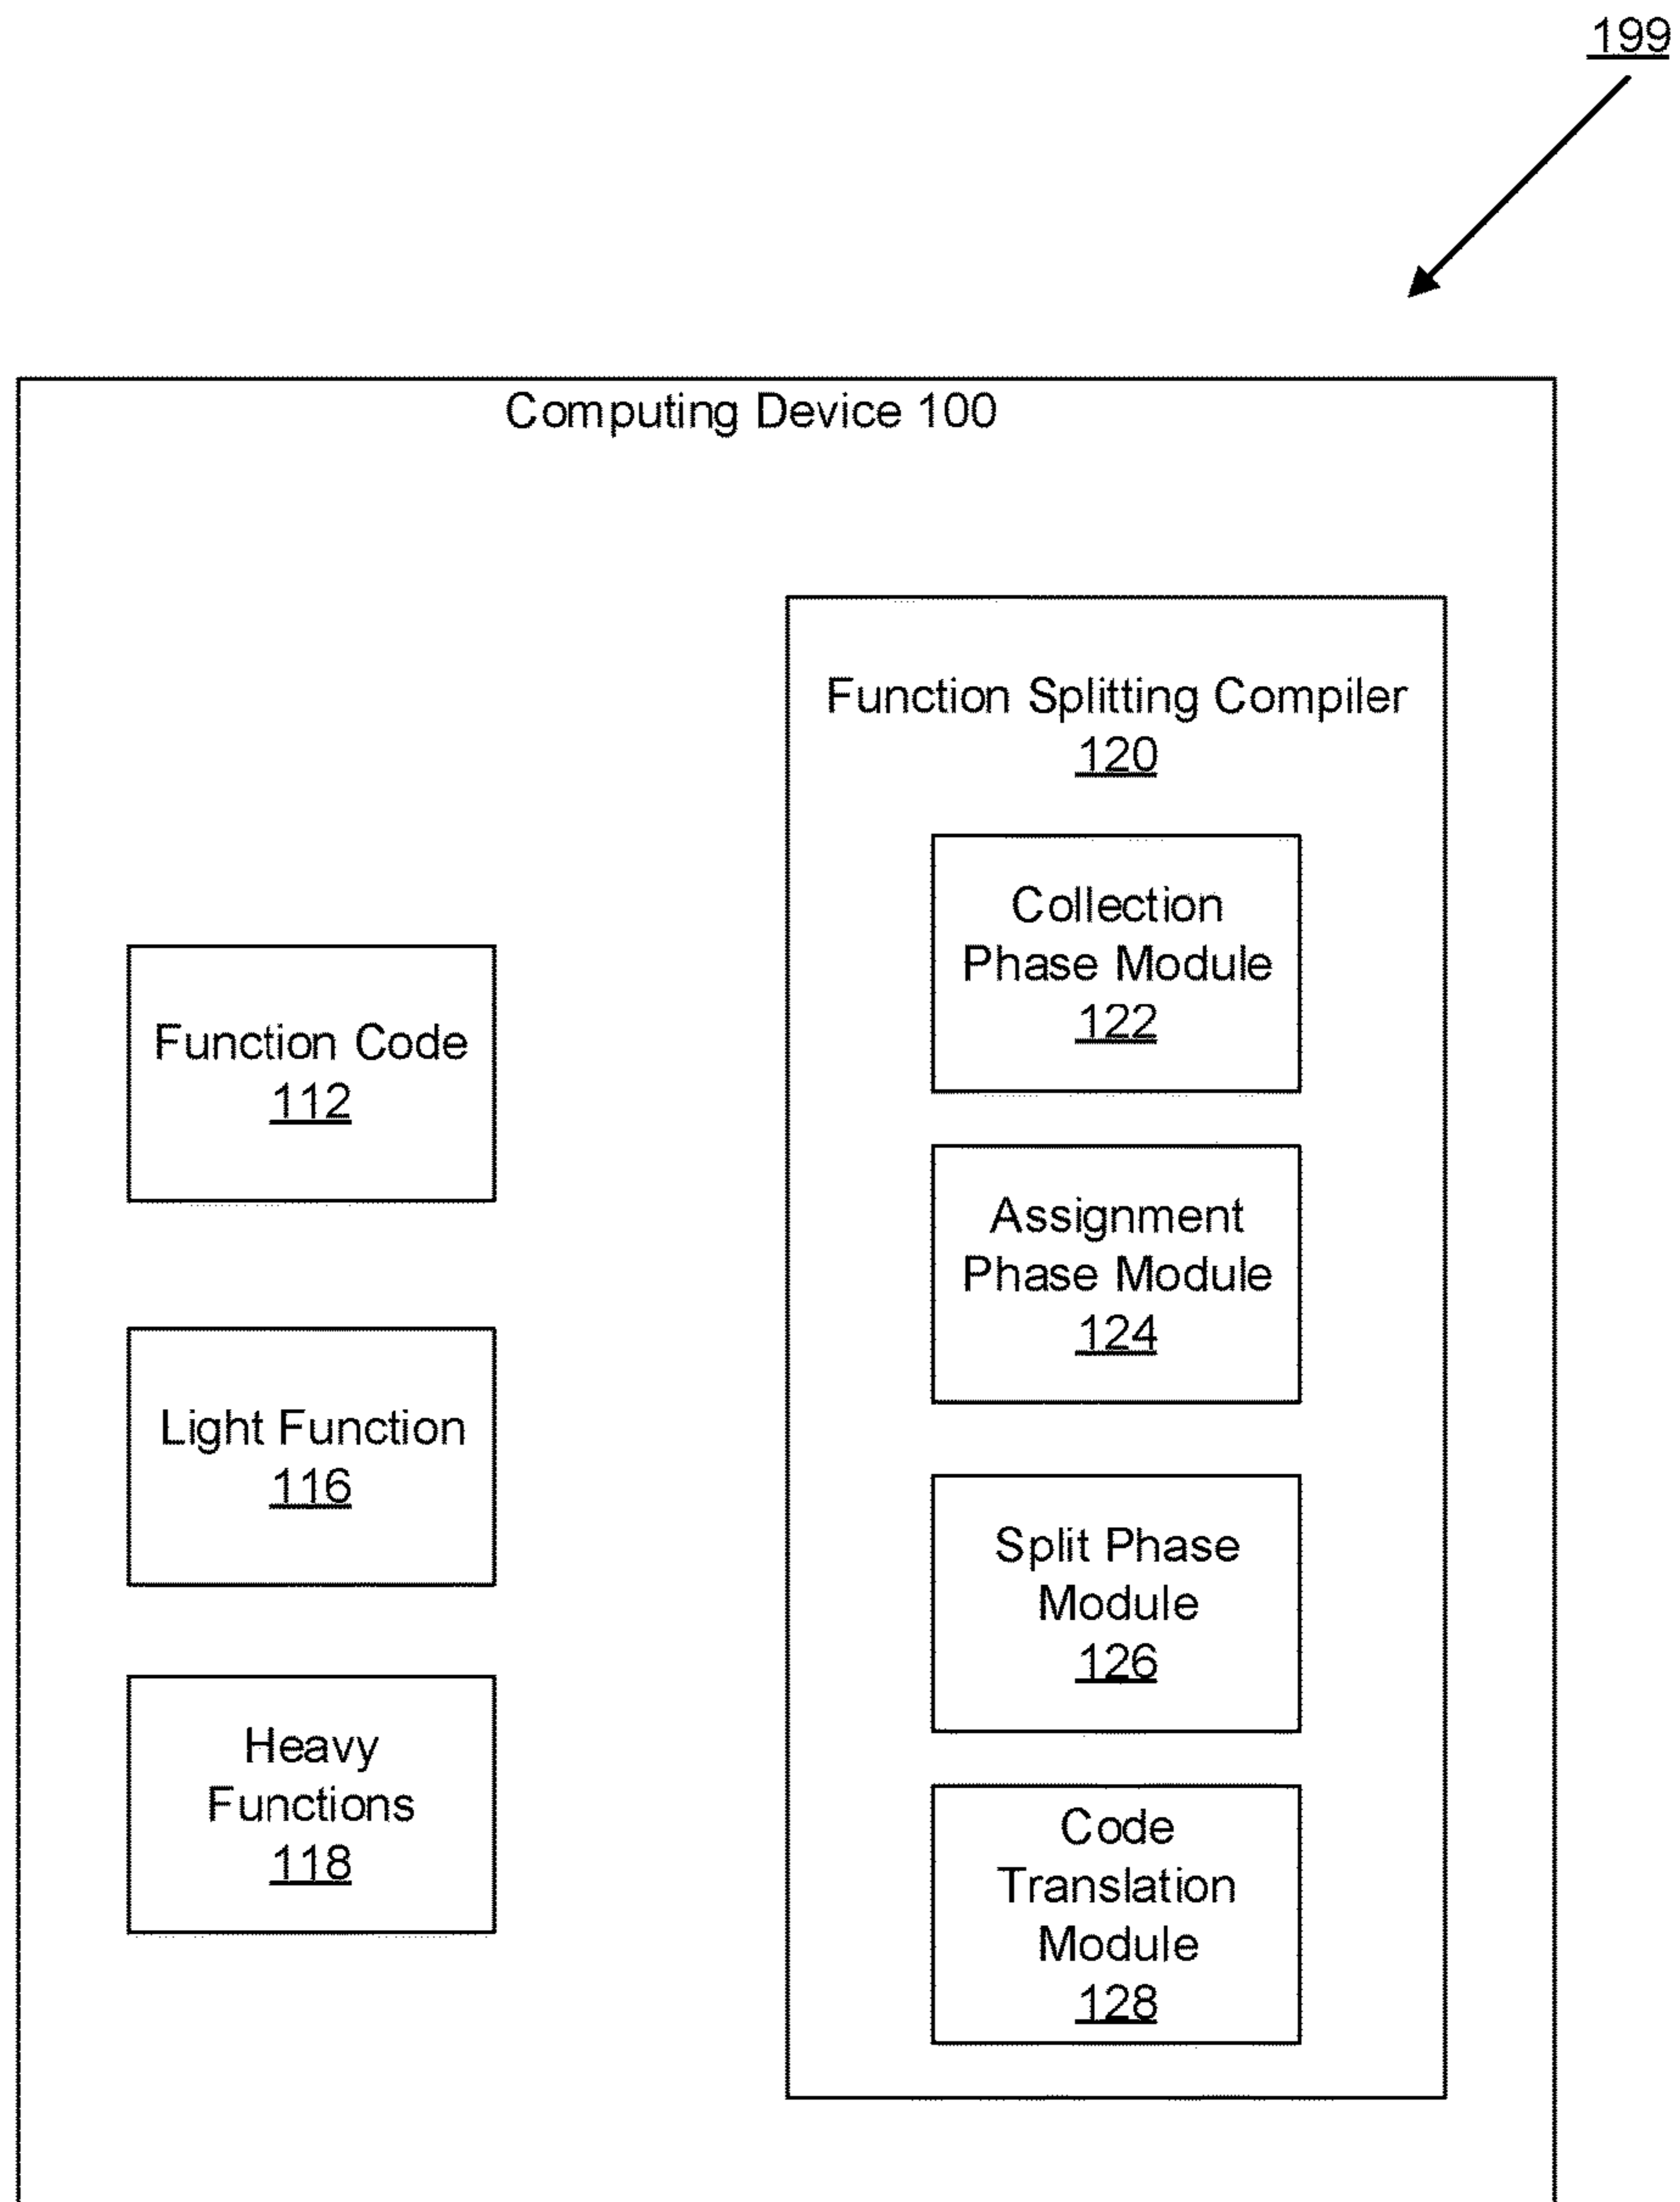 199
Computing Device 100
Function Splitting Compiler
120
Collection
Phase Module
122
Function Code
112
Assignment
Phase Module
124
Light Function
116
Split Phase
Module
126
Heavy
Functions
118
Code
Translation
Module
128